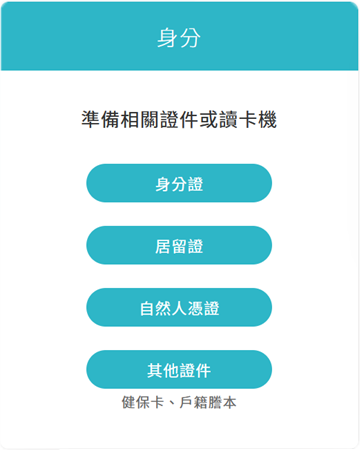 身分
準備相關證件或讀卡機
身分證
居留證
自然人憑證
其他證件
健保卡、戶籍謄本